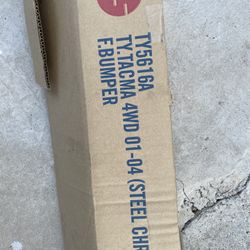 TY5616A
TY.TACMA 4WD 01-04 (STEEL CHR
F.BUMPER